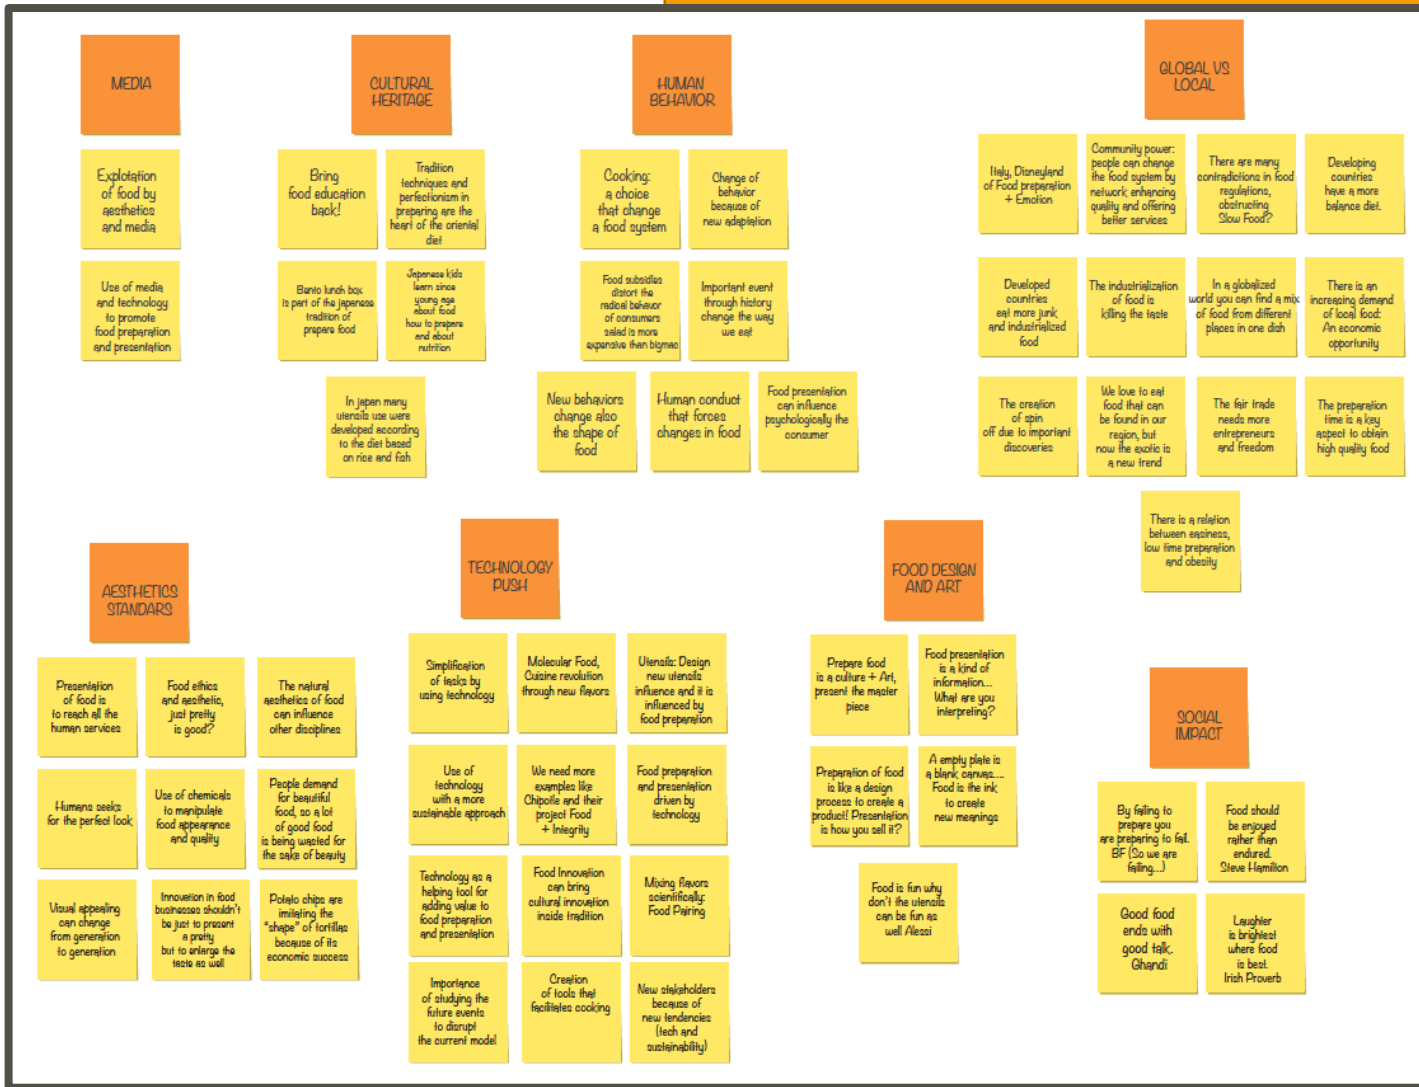 MEDIA
Explotation
of food by
aesthetics
and media
Use of media
and technology
to promote
food preparation
and presentation
CULTURAL
HERITAGE
Bring
food education
back!
Tradition
techniques and
perfectionism in
preparing are the
heart of the oriental
diet
Bento lunch box
is part of the japanese
tradition of
prepare food
Japanese kids
learn since
young age
about food
how to prepare
and about
nutrition
In japan many
utensils use were
developed according
to the diet based
on rice and fish
HUMAN
BEHAVIOR
Cooking:
a choice
that change
a food system
Change of
behavior
because of
new adaptation
Food subsidies
distort the
radical behavior
of consumers
salad is more
expensive than bigmac
Important event
through history
change the way
we eat
New behaviors
change also
the shape of
food
Human conduct
that forces
changes in food
Food presentation
can influence
psychologically the
consumer
GLOBAL VS
LOCAL
Italy, Disneyland
of Food preparation
+ Emotion
Community power:
people can change
the food system by
network enhancing
quality and offering
better services
There are many
contradictions in food
regulations,
obstructing
Slow Food?
Developing
countries
have a more
balance diet.
Developed
countries
eat more junk
and industrialized
food
The industrialization
of food is
killing the taste
In a globalized
world you can find a mix
of food from different
places in one dish
There is an
increasing demand
of local food:
An economic
opportunity
The creation
of spin
off due to important
discoveries
We love to eat
food that can
be found in our
region, but
now the exotic is
a new trend
The fair trade
needs more
entrepreneurs
and freedom
The preparation
time is a key
aspect to obtain
high quality food
There is a relation
between easiness,
low time preparation
and obesity
AESTHETICS
STANDARS
Presentation
of food is
to reach all the
human services
Food ethics
and aesthetic,
just pretty
is good?
The natural
aesthetics of food
can influence
other disciplines
Humans seeks
for the perfect look
Use of chemicals
to manipulate
food appearance
and quality
People demand
for beautiful
food, so a lot
of good food
is being wasted for
the sake of beauty
Visual appealing
can change
from generation
to generation
Innovation in food
businesses shouldn't
be just to present
a pretty
but to enlarge the
taste as well
Potato chips are
imitating the
"shape" of tortillas
because of its
economic success
TECHNOLOGY
PUSH
Simplification
of tasks by
using technology
Molecular Food,
Cuisine revolution
through new flavors
Utensils: Design
new utensils
influence and it is
influenced by
food preparation
Use of
technology
with a more
sustainable approach
We need more
examples like
Chipotle and their
project Food
+ Integrity
Food preparation
and presentation
driven by
technology
Technology as a
helping tool for
adding value to
food preparation
and presentation
Food Innovation
can bring
cultural innovation
inside tradition
Mixing flavors
scientifically:
Food Pairing
Importance
of studying the
future events
to disrupt
the current model
Creation
of tools that
facilitates cooking
New stakeholders
because of
new tendencies
(tech and
sustainability)
FOOD DESIGN
AND ART
Prepare food
is a culture + Art,
present the master
piece
Food presentation
is a kind of
information...
What are you
interpreting?
Preparation of food
is like a design
process to create a
product! Presentation
is how you sell it?
A empty plate is
a blank canvas....
Food is the ink
to create
new meanings
Food is fun why
don't the utensils
can be fun as
well Alessi
SOCIAL
IMPACT
By failing to
prepare you
are preparing to fail.
BF (So we are
failing...)
Food should
be enjoyed
rather than
endured.
Steve Hamilton
Good food
ends with
good talk.
Ghandi
Laughter
is brightest
where food
is best.
Irish Proverb